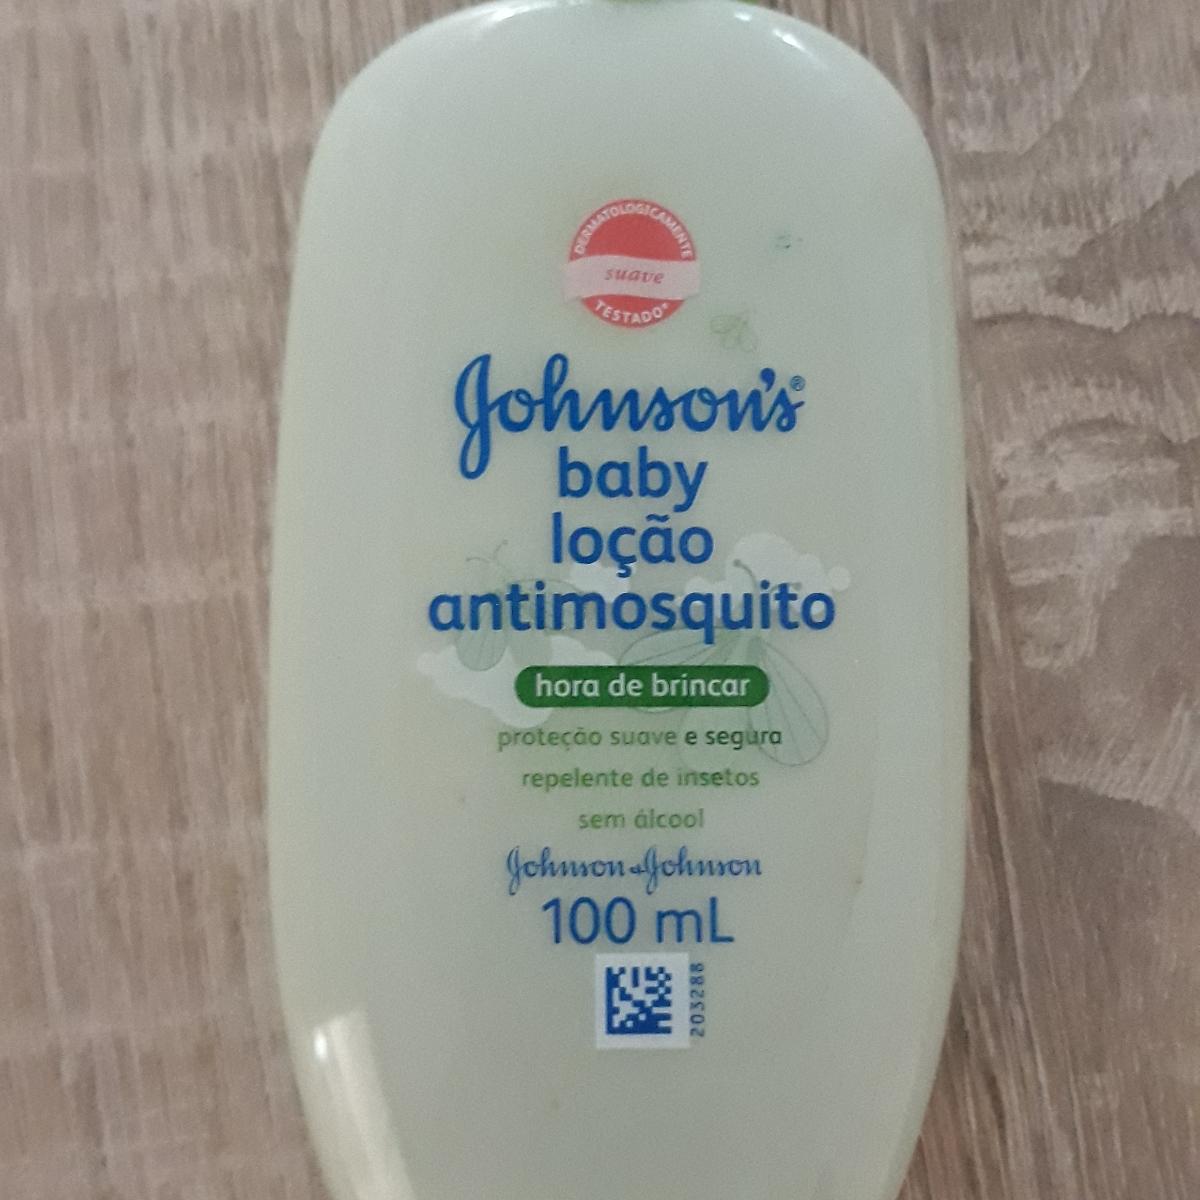 DERMATOLOGICAMENTE
suave
TESTADO*
Johnson's®
baby
loção
antimosquito
hora de brincar
proteção suave e segura
repelente de insetos
sem álcool
Johnson & Johnson
100 mL
203288